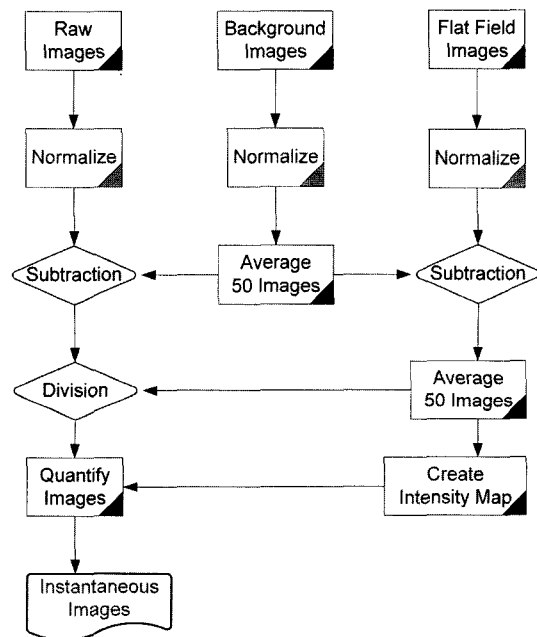 Raw
Images
Background
Images
Flat Field
Images
Normalize
Normalize
Normalize
Subtraction
Average
50 Images
Subtraction
Division
Average
50 Images
Quantify
Images
Create
Intensity Map
Instantaneous
Images